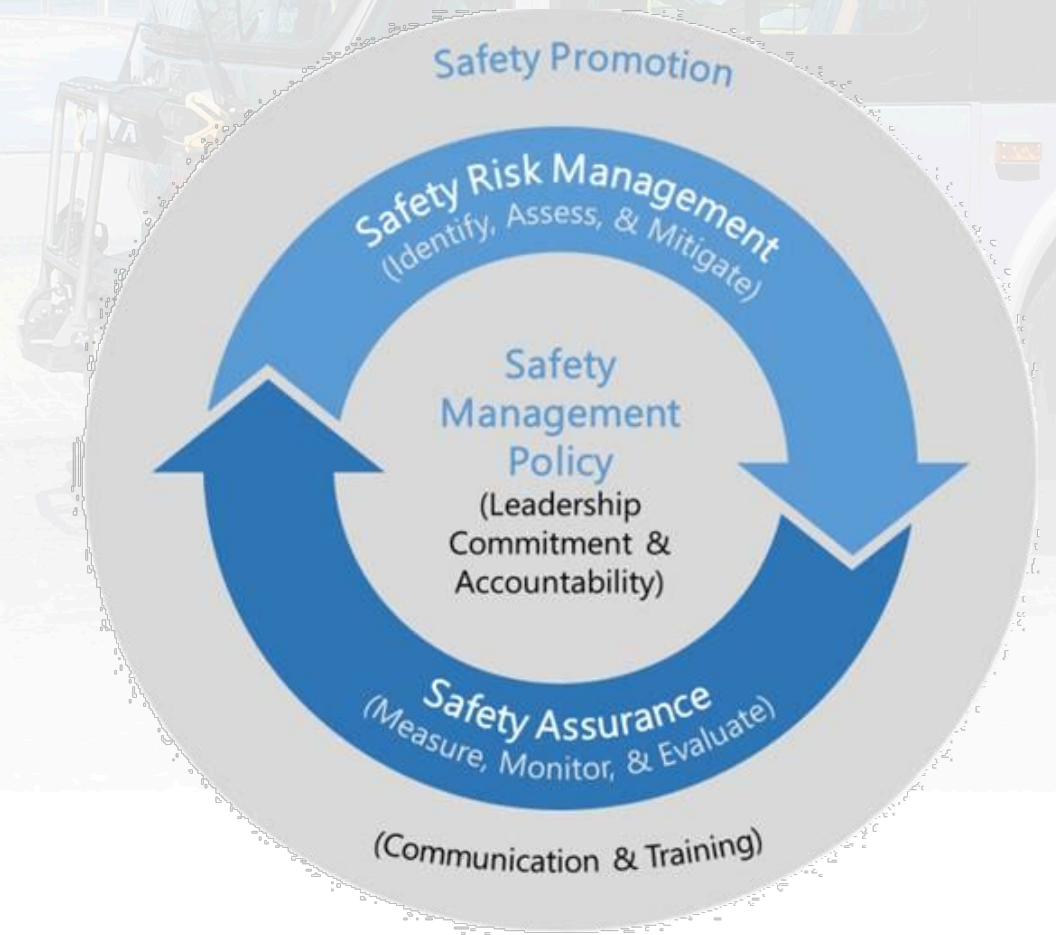 Safety Promotion
Safety Risk Management
(Identify, Assess, & Mitigate)
Safety
Management
Policy
(Leadership
Commitment &
Accountability)
Safety Assurance
(Measure, Monitor, & Evaluate)
(Communication & Training)